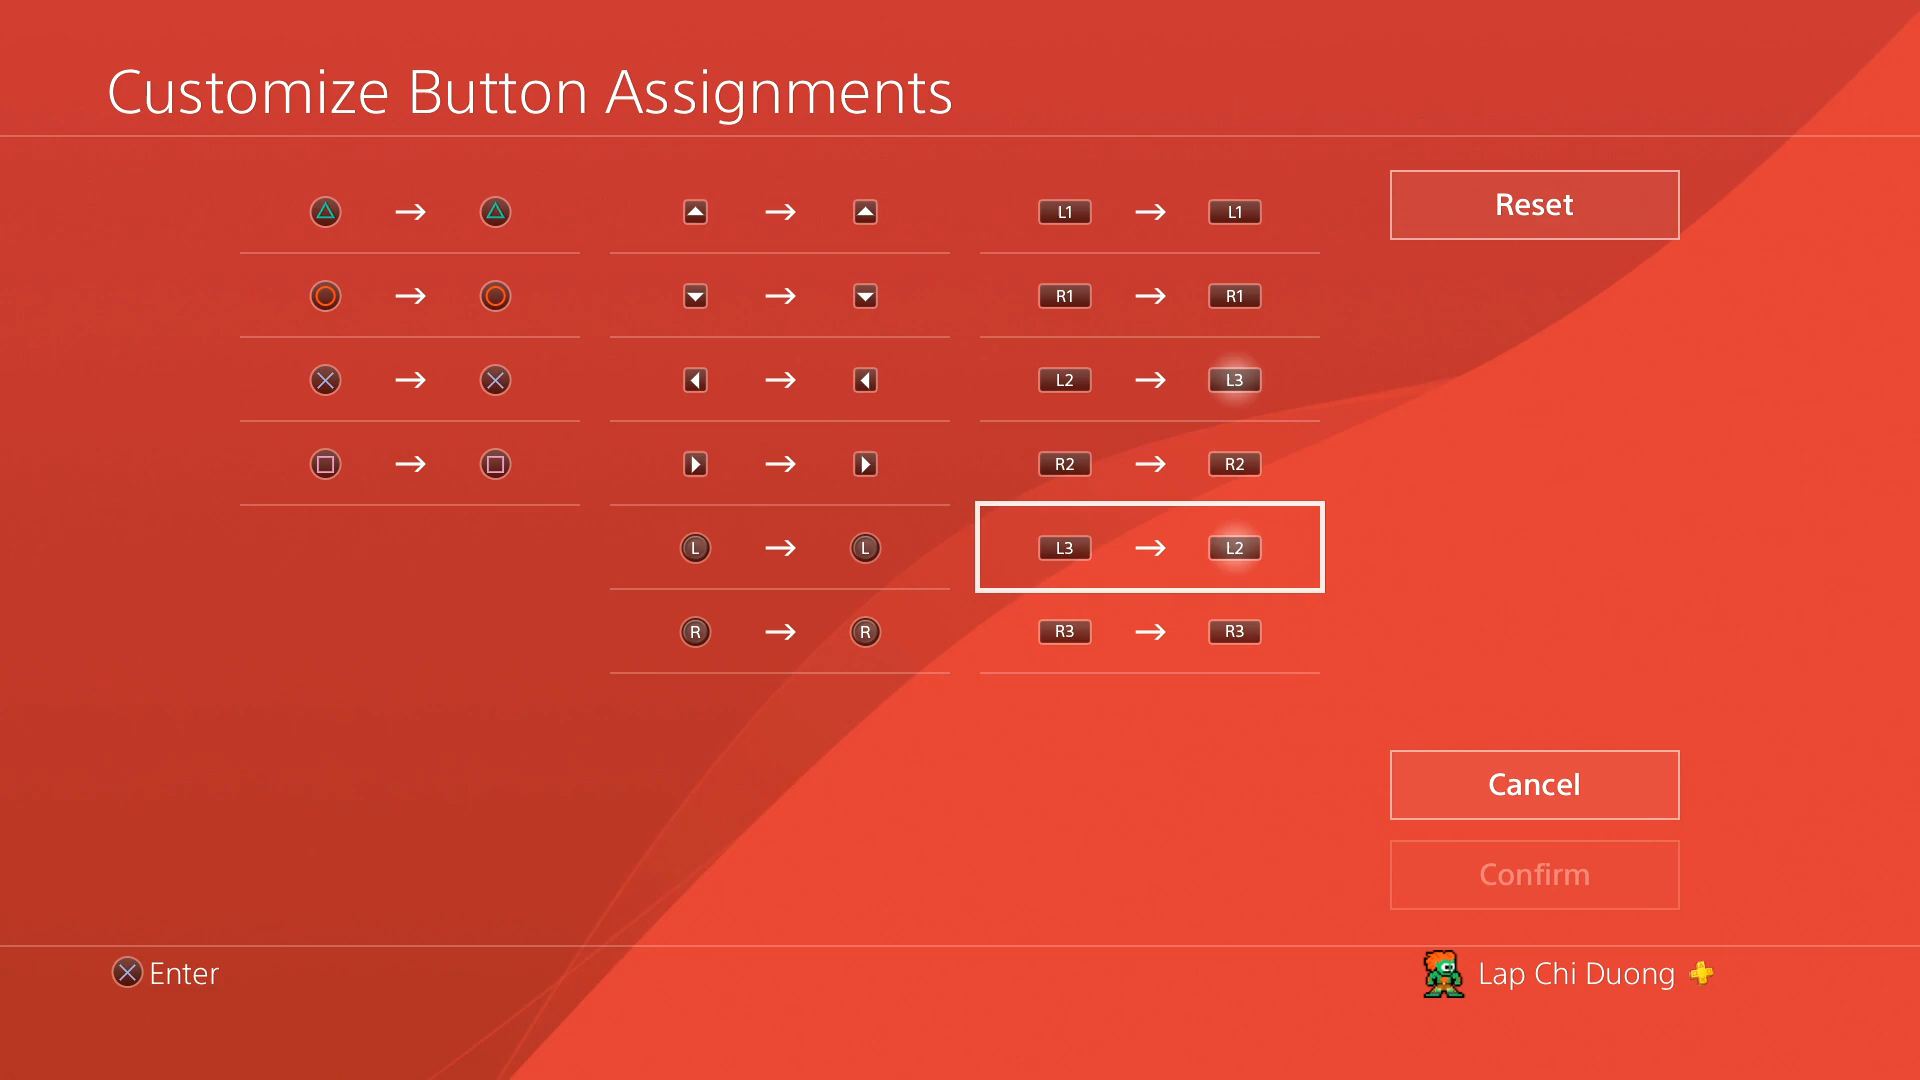 Customize Button Assignments
L1 L1
Reset
R1 R1
L2 L3
R2 R2
L L
L3 L2
R R
R3 R3
Cancel
Confirm
Enter
Lap Chi Duong